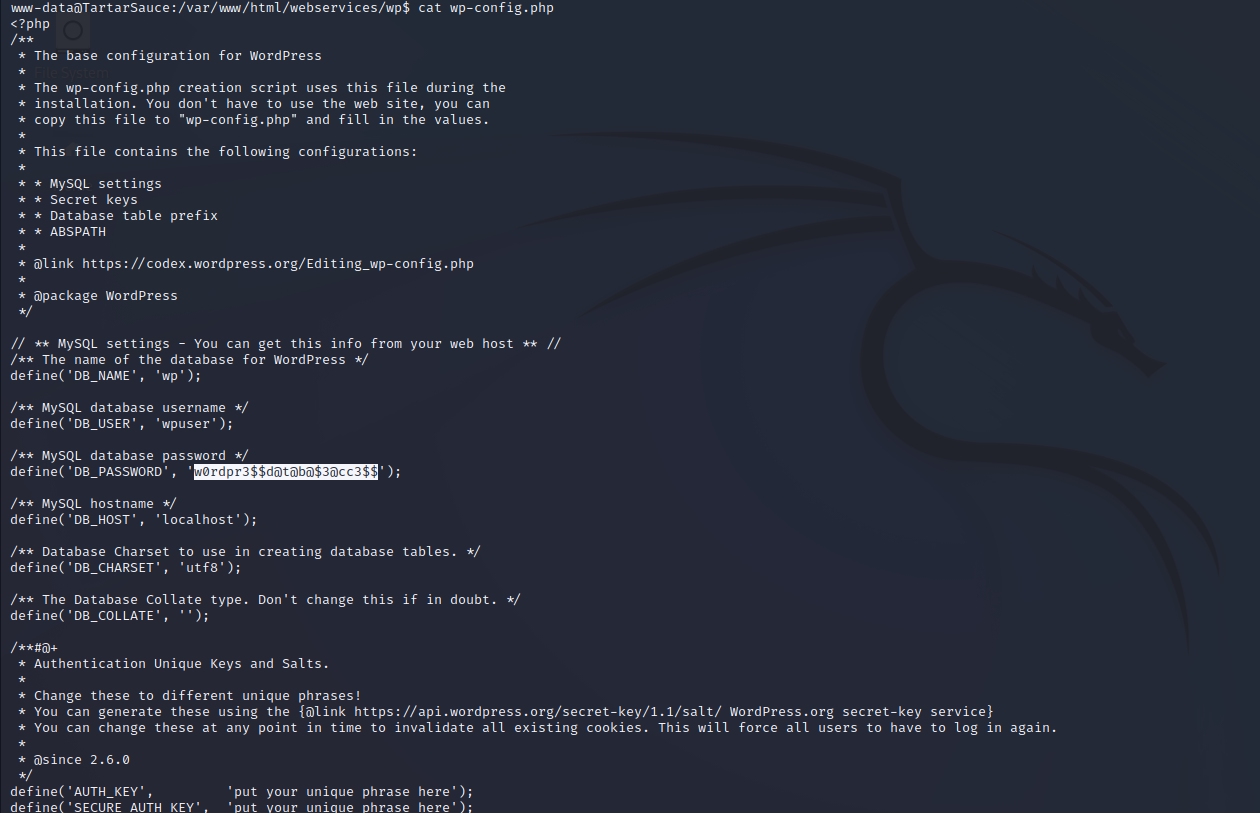 www-data@TartarSauce:/var/www/html/webservices/wp$ cat wp-config.php
<?php
/**
 * The base configuration for WordPress
 *
 * The wp-config.php creation script uses this file during the
 * installation. You don't have to use the web site, you can
 * copy this file to "wp-config.php" and fill in the values.
 *
 * This file contains the following configurations:
 *
 * * MySQL settings
 * * Secret keys
 * * Database table prefix
 * * ABSPATH
 *
 * @link https://codex.wordpress.org/Editing_wp-config.php
 *
 * @package WordPress
 */

// ** MySQL settings - You can get this info from your web host ** //
/** The name of the database for WordPress */
define('DB_NAME', 'wp');

/** MySQL database username */
define('DB_USER', 'wpuser');

/** MySQL database password */
define('DB_PASSWORD', 'w0rdpr3$$d@t@b@$3@cc3$$');

/** MySQL hostname */
define('DB_HOST', 'localhost');

/** Database Charset to use in creating database tables. */
define('DB_CHARSET', 'utf8');

/** The Database Collate type. Don't change this if in doubt. */
define('DB_COLLATE', '');

/**#@+
 * Authentication Unique Keys and Salts.
 *
 * Change these to different unique phrases!
 * You can generate these using the {@link https://api.wordpress.org/secret-key/1.1/salt/ WordPress.org secret-key service}
 * You can change these at any point in time to invalidate all existing cookies. This will force all users to have to log in again.
 *
 * @since 2.6.0
 */
define('AUTH_KEY',         'put your unique phrase here');
define('SECURE_AUTH_KEY',  'put your unique phrase here');